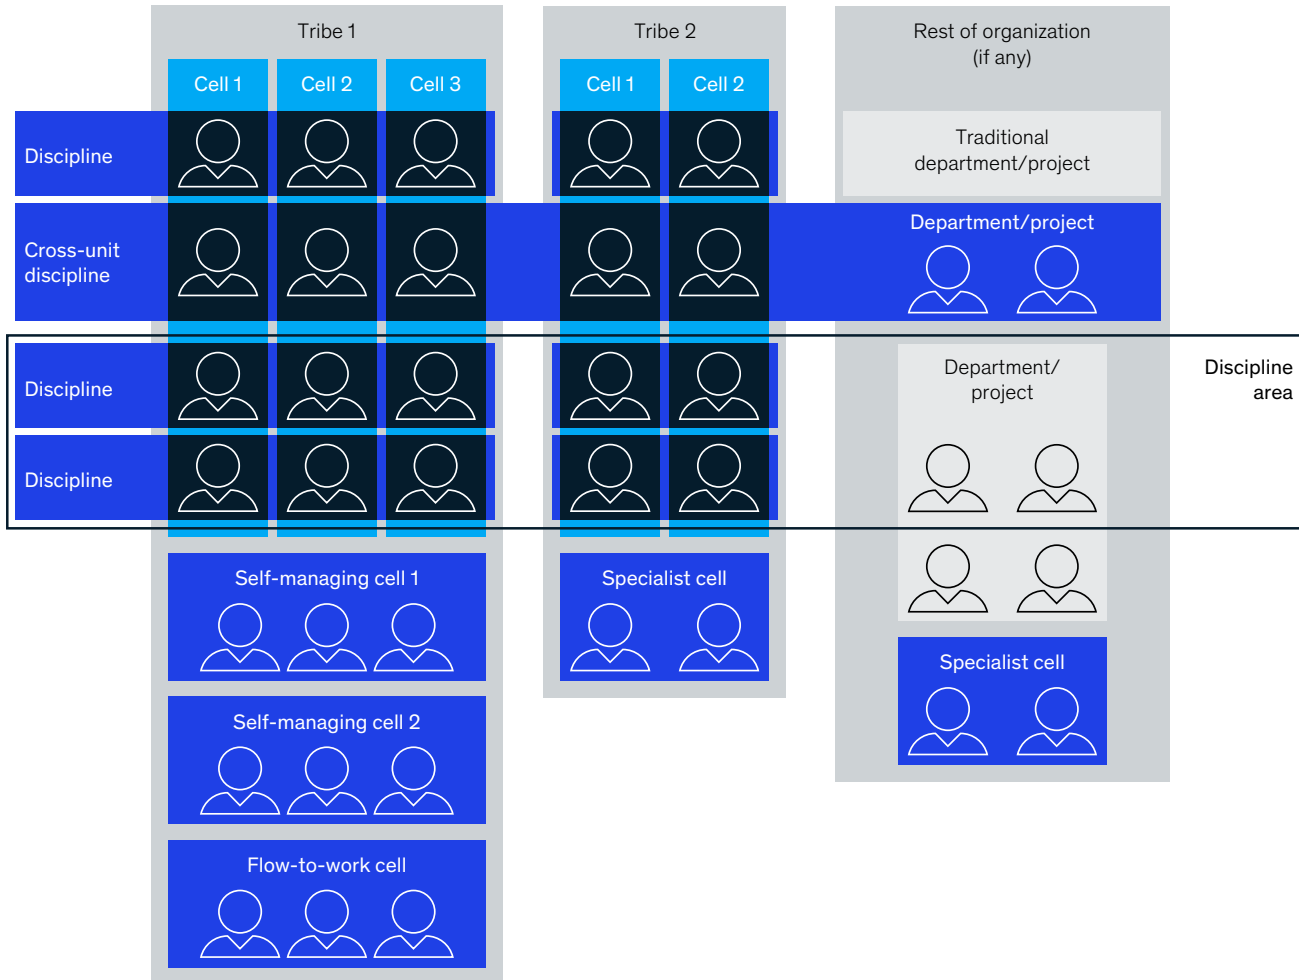 Tribe 1
Tribe 2
Rest of organization
(if any)
Cell 1
Cell 2
Cell 3
Cell 1
Cell 2
Discipline
Traditional
department/project
Cross-unit
discipline
Department/project
Discipline
Department/
project
Discipline
area
Discipline
Self-managing cell 1
Specialist cell
Specialist cell
Self-managing cell 2
Flow-to-work cell